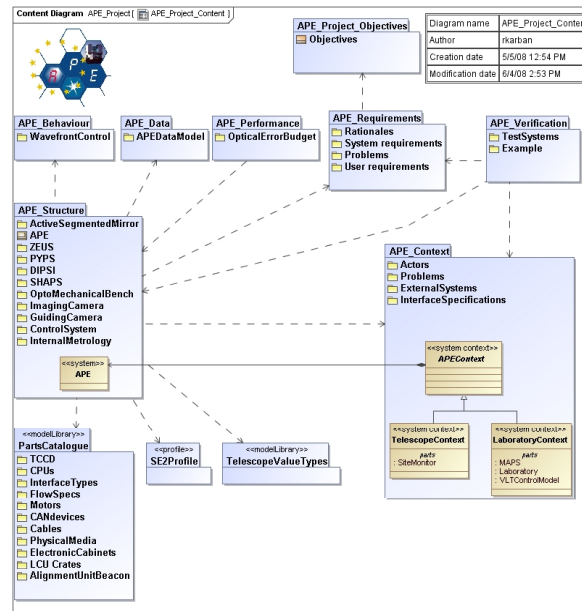 Content Diagram APE_Project [ APE_Project_Content ]
Diagram name APE_Project_Conten
Author rkarban
Creation date 5/5/08 12:54 PM
Modification date 6/4/08 2:53 PM
A P E
APE_Project_Objectives
Objectives
APE_Behaviour
WavefrontControl
APE_Data
APEDataModel
APE_Performance
OpticalErrorBudget
APE_Requirements
Rationales
System requirements
Problems
User requirements
APE_Verification
TestSystems
Example
APE_Structure
ActiveSegmentedMirror
APE
ZEUS
PYPS
DIPSI
SHAPS
OptoMechanicalBench
ImagingCamera
GuidingCamera
ControlSystem
InternalMetrology
<<system>>
APE
APE_Context
Actors
Problems
ExternalSystems
InterfaceSpecifications
<<system context>>
APEContext
<<system context>>
TelescopeContext
parts
: SiteMonitor
<<system context>>
LaboratoryContext
parts
: MAPS
: Laboratory
: VLTControlModel
<<modelLibrary>>
PartsCatalogue
TCCD
CPUs
InterfaceTypes
FlowSpecs
Motors
CANdevices
Cables
PhysicalMedia
ElectronicCabinets
LCU Crates
AlignmentUnitBeacon
<<profile>>
SE2Profile
<<modelLibrary>>
TelescopeValueTypes